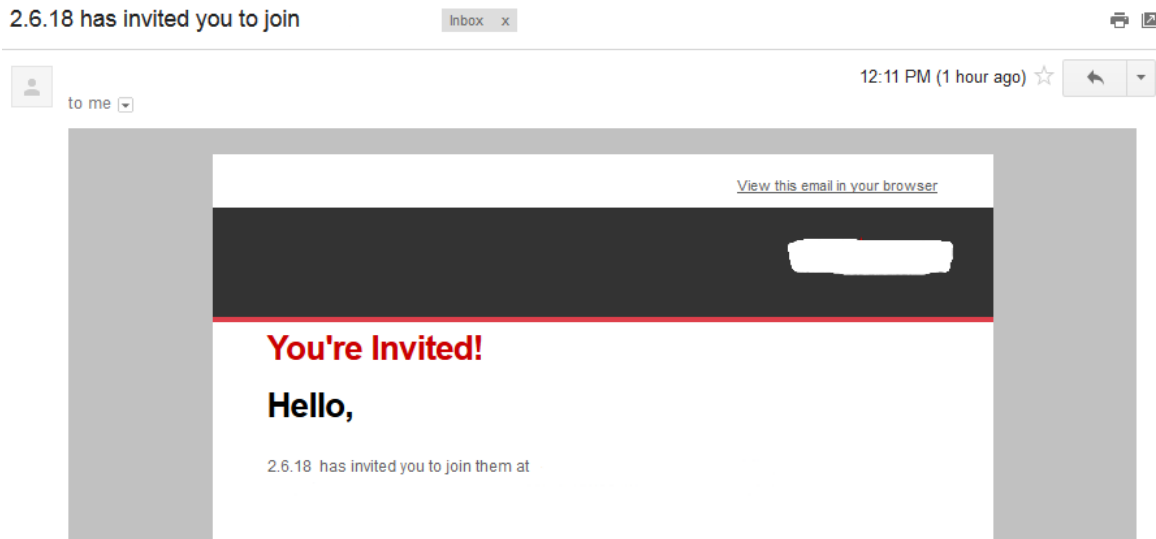 2.6.18 has invited you to join
Inbox x
12:11 PM (1 hour ago)
to me
View this email in your browser
You're Invited!
Hello,
2.6.18 has invited you to join them at